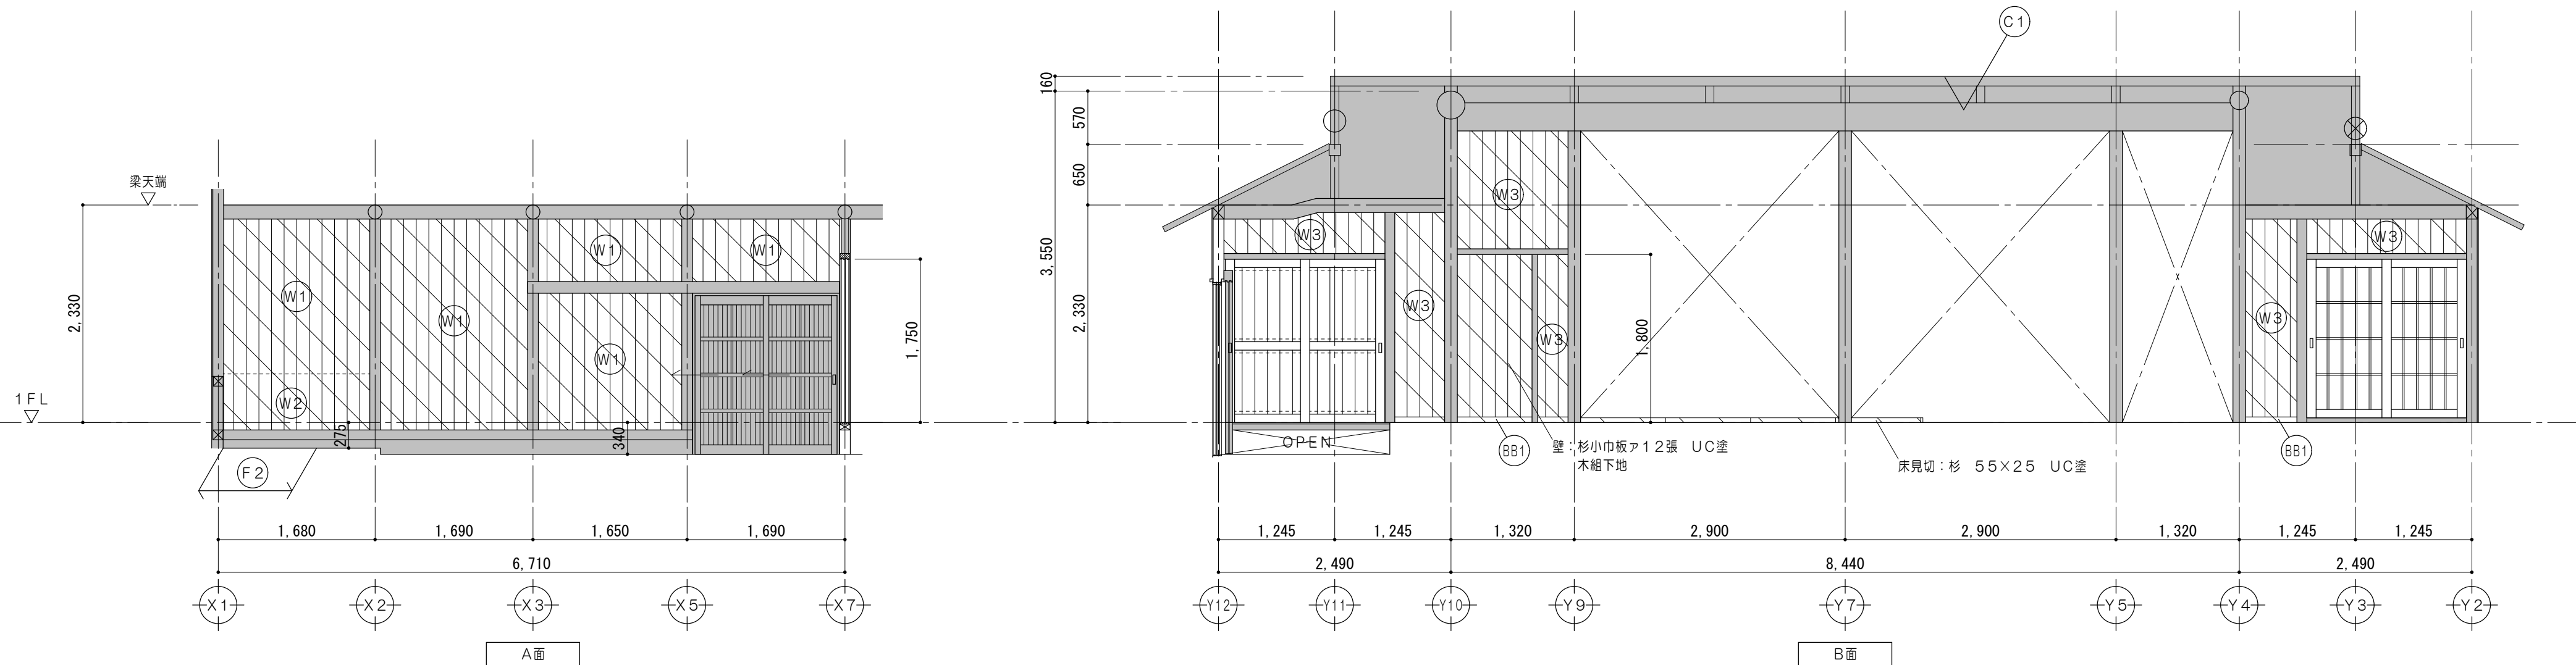 梁天端
2,330
1FL
W1
W1
W1
W1
W1
W2
F2
275
340
1,750
1,680
1,690
1,650
1,690
6,710
X1
X2
X3
X5
X7
A面
C1
160
3,550
570
650
2,330
W3
W3
W3
W3
1,800
W3
W3
OPEN
BB1
壁：杉小巾板ァ12張 UC塗
木組下地
床見切：杉 55×25 UC塗
BB1
1,245
1,245
1,320
2,900
2,900
1,320
1,245
1,245
2,490
8,440
2,490
Y12
Y11
Y10
Y9
Y7
Y5
Y4
Y3
Y2
B面